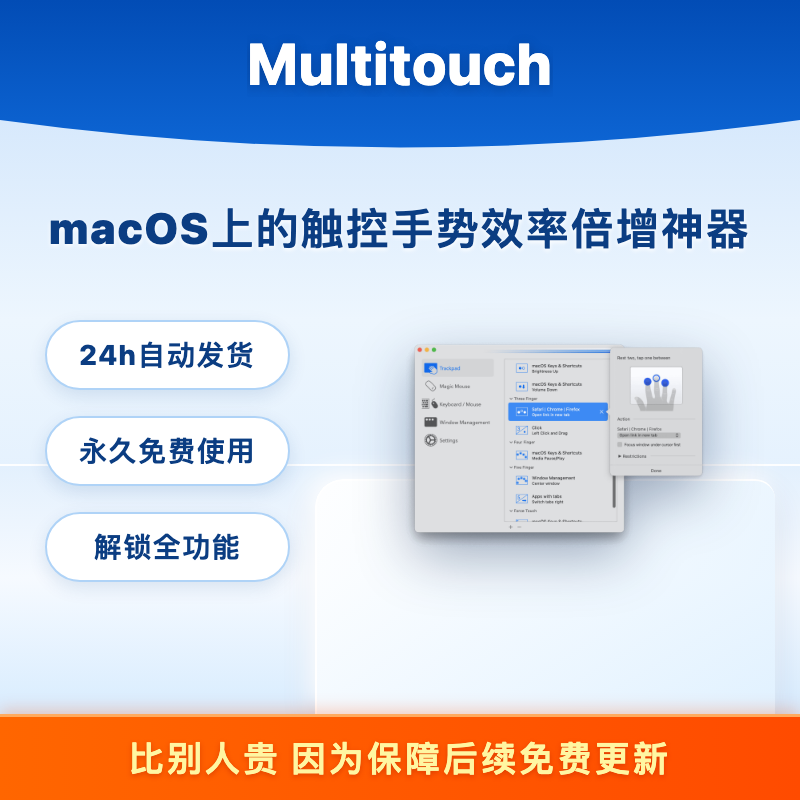 Multitouch
macOS上的触控手势效率倍增神器
24h自动发货
永久免费使用
解锁全功能
Trackpad
Magic Mouse
Keyboard / Mouse
Window Management
Settings
macOS Keys & Shortcuts
Brightness Up
macOS Keys & Shortcuts
Volume Down
Three Finger
Safari | Chrome | Firefox
Open link in new tab
Click
Left Click and Drag
Four Finger
macOS Keys & Shortcuts
Media Pause/Play
Five Finger
Window Management
Center window
Apps with tabs
Switch tabs right
Force Touch
macOS Keys & Shortcuts
Rest two, tap one between
Action
Safari | Chrome | Firefox
Open link in new tab
Focus window under cursor first
Restrictions
Done
比别人贵 因为保障后续免费更新